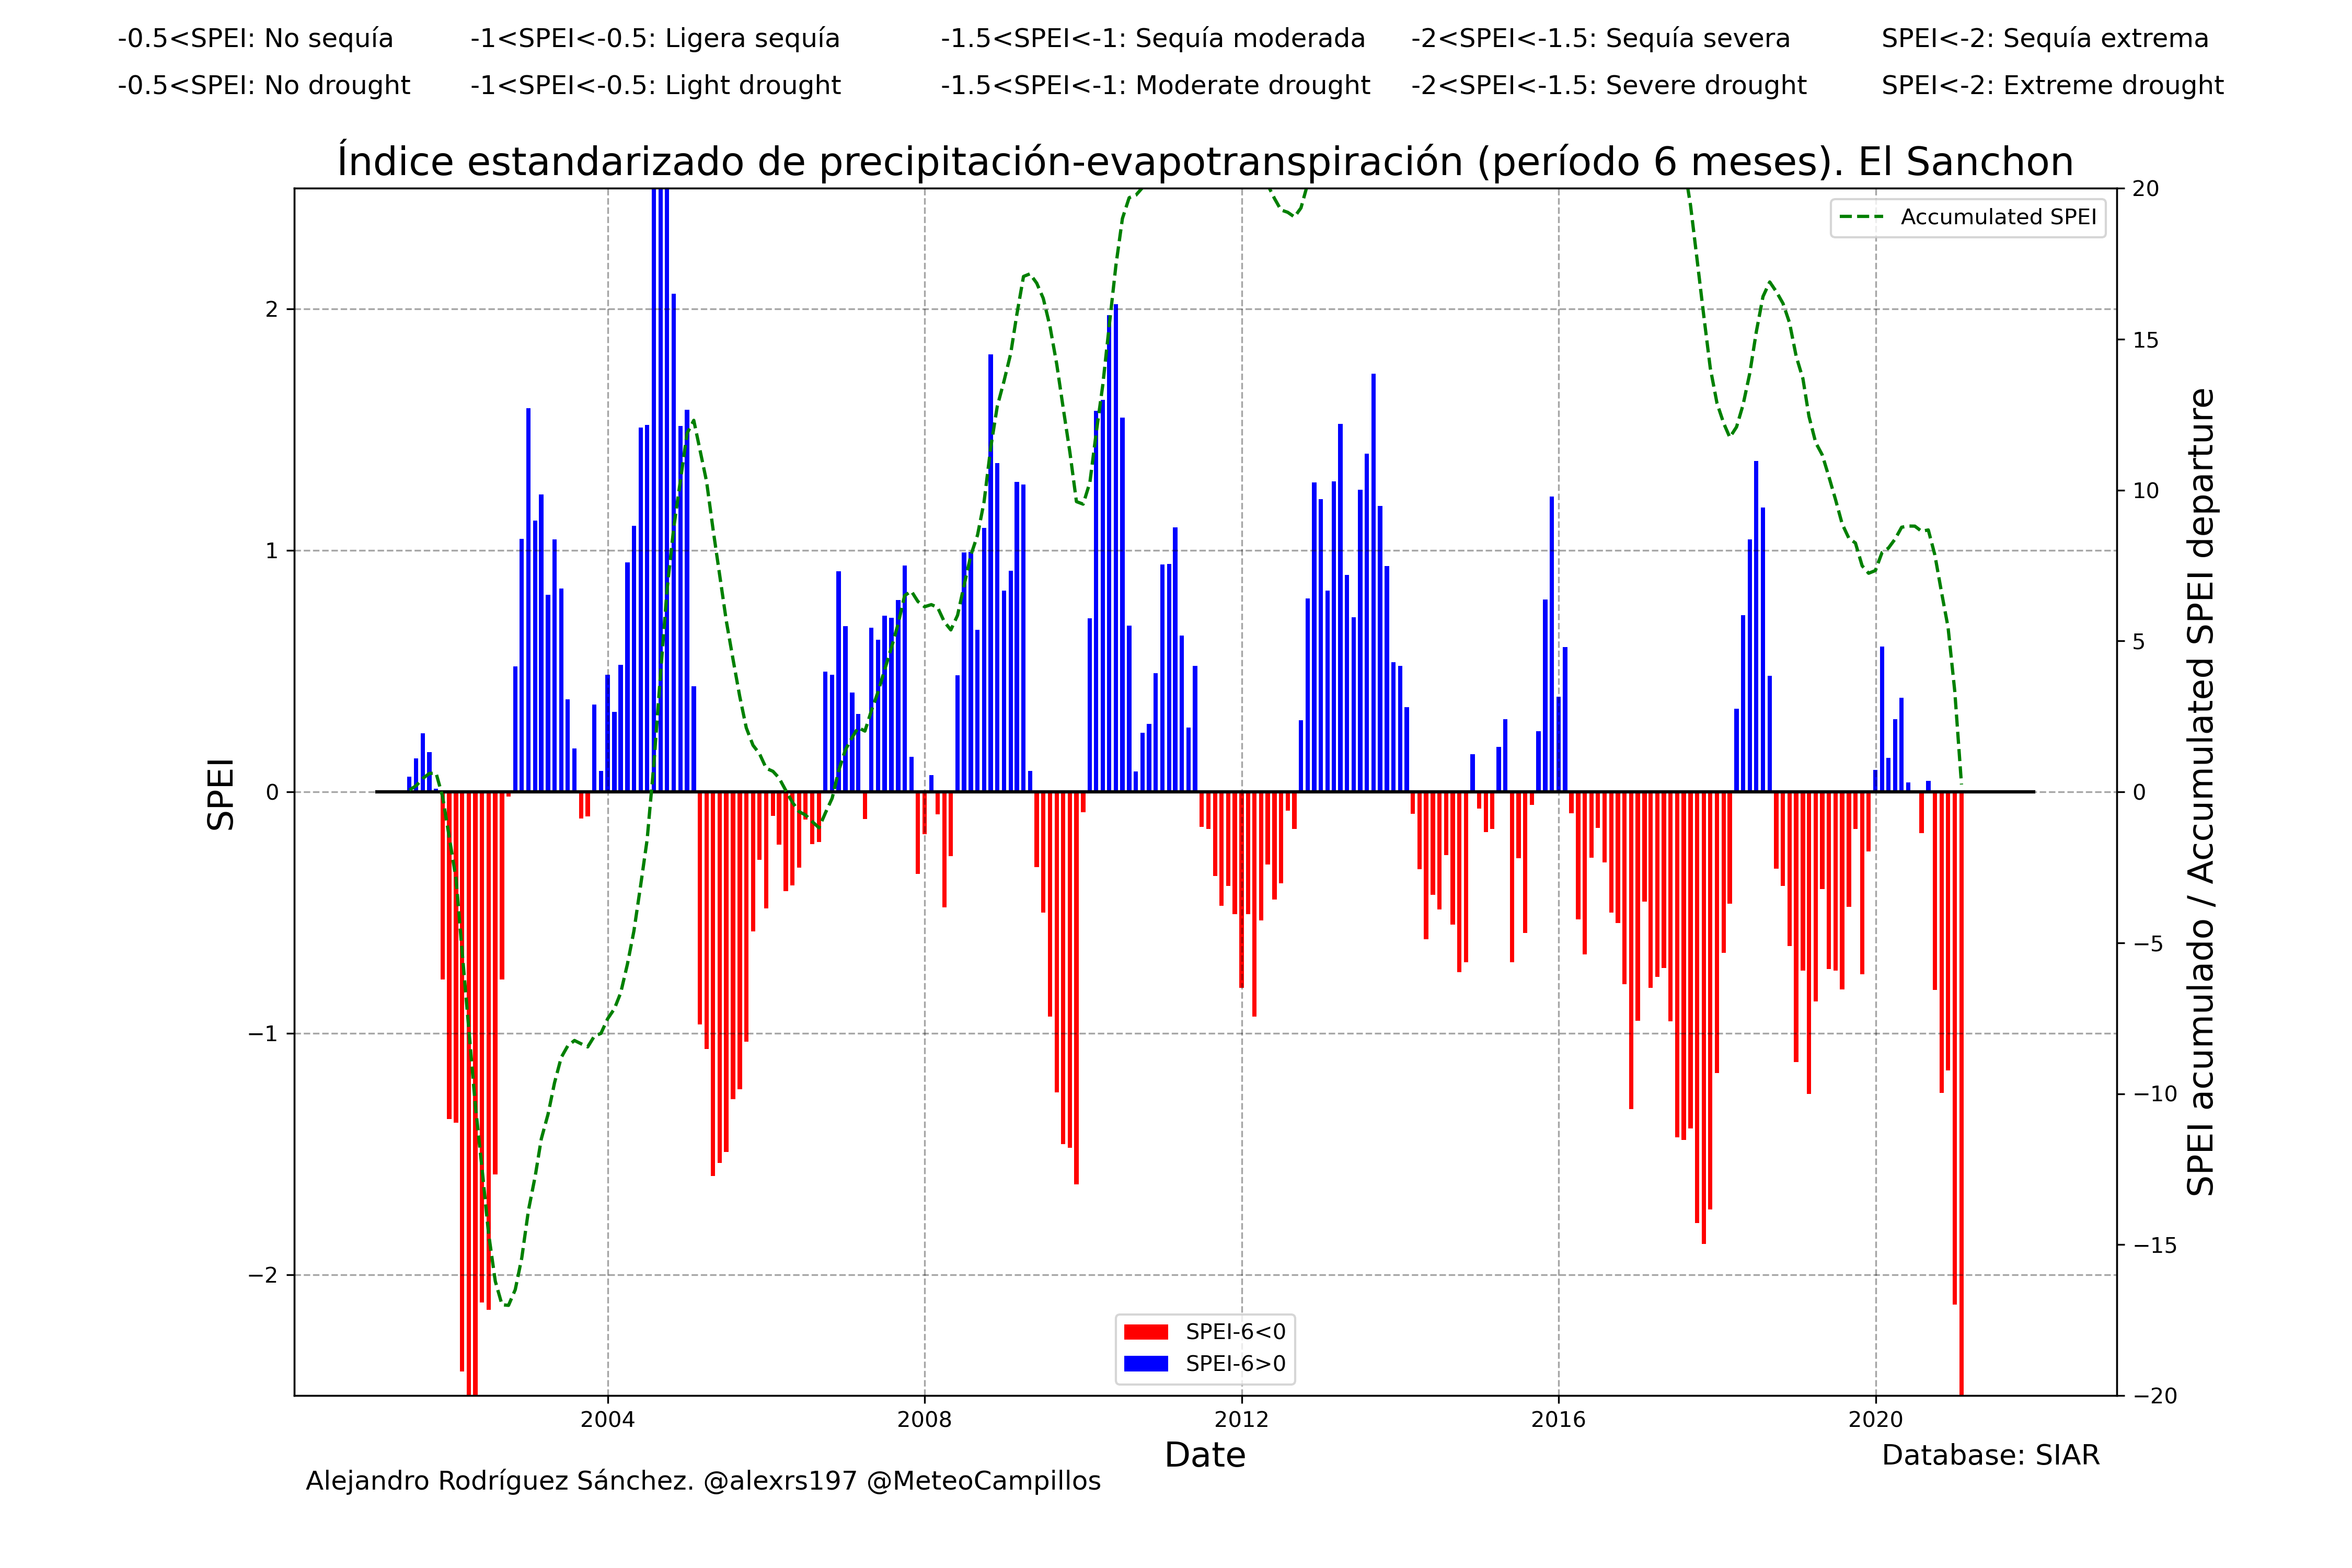 -0.5<SPEI: No sequía
-1<SPEI<-0.5: Ligera sequía
-1.5<SPEI<-1: Sequía moderada
-2<SPEI<-1.5: Sequía severa
SPEI<-2: Sequía extrema
-0.5<SPEI: No drought
-1<SPEI<-0.5: Light drought
-1.5<SPEI<-1: Moderate drought
-2<SPEI<-1.5: Severe drought
SPEI<-2: Extreme drought
Índice estandarizado de precipitación-evapotranspiración (período 6 meses). El Sanchon
Accumulated SPEI
SPEI
2
1
0
−1
−2
20
15
10
5
0
−5
−10
−15
−20
SPEI acumulado / Accumulated SPEI departure
SPEI-6<0
SPEI-6>0
2004
2008
2012
2016
2020
Date
Database: SIAR
Alejandro Rodríguez Sánchez. @alexrs197 @MeteoCampillos